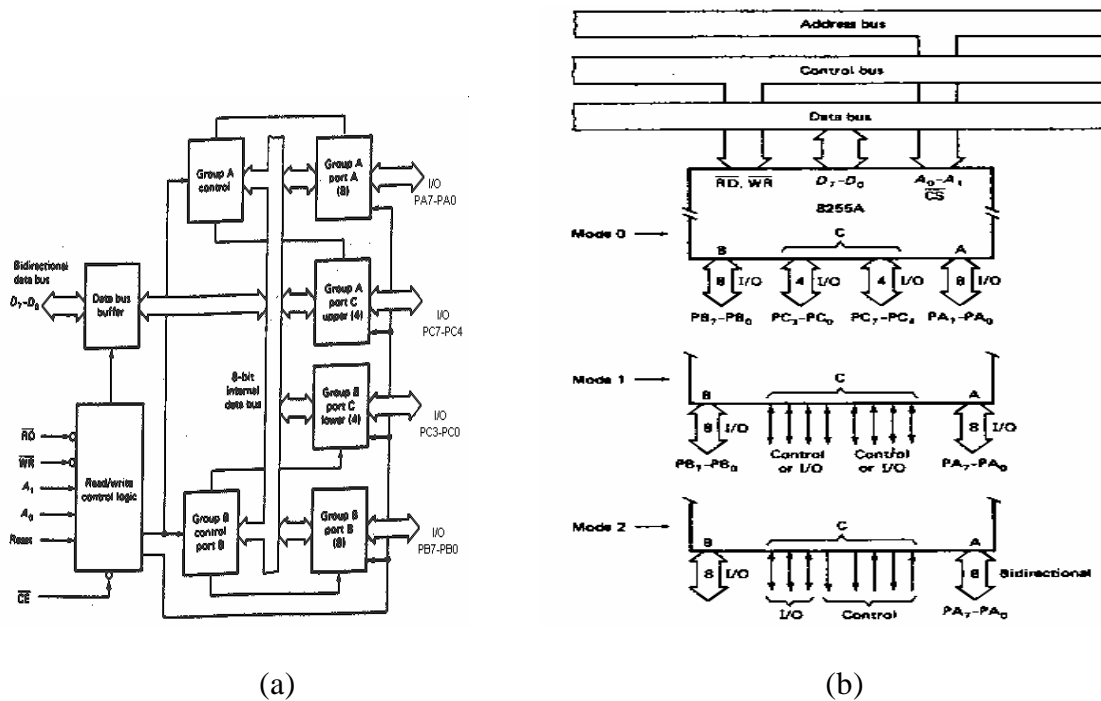 Group A
control
Group A
port A
(8)
I/O
PA7-PA0
Bidirectional
data bus
D7-D0
Data bus
buffer
Group A
port C
upper (4)
I/O
PC7-PC4
8-bit
internal
data bus
Group B
port C
lower (4)
I/O
PC3-PC0
RD
WR
A1
A0
Reset
CE
Read/write
control logic
Group B
control
port B
Group B
port B
(8)
I/O
PB7-PB0
(a)
Address bus
Control bus
Data bus
RD, WR
D7-D0
A0-A1
CS
8255A
Mode 0
B
C
A
8 I/O
4 I/O
4 I/O
8 I/O
PB7-PB0
PC3-PC0
PC7-PC4
PA7-PA0
Mode 1
B
C
A
8 I/O
8 I/O
PB7-PB0
Control
or I/O
Control
or I/O
PA7-PA0
Mode 2
B
C
A
8 I/O
8 Bidirectional
I/O
Control
PA7-PA0
(b)